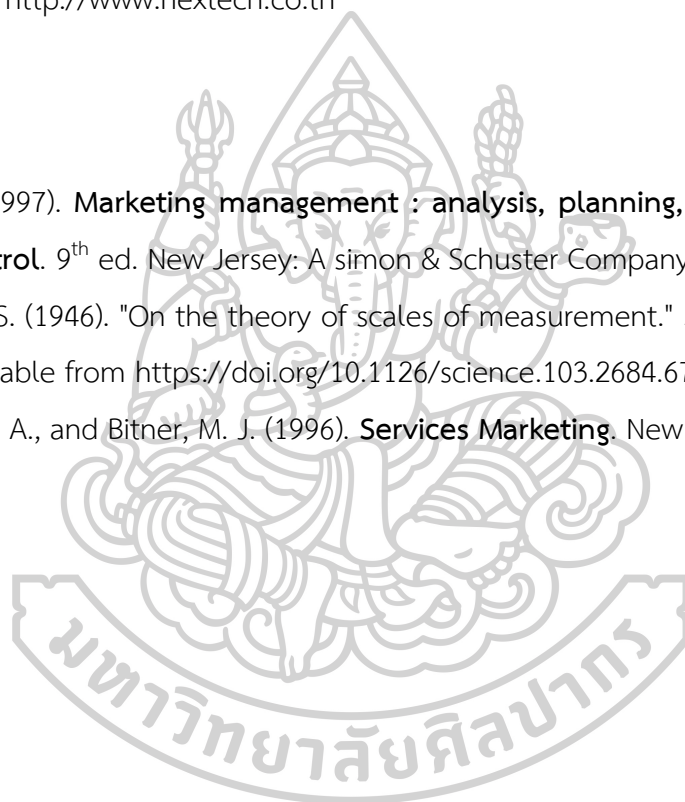 http://www.nextech.co.th
1997). Marketing management : analysis, planning,
trol. 9th ed. New Jersey: A simon & Schuster Company
S. (1946). "On the theory of scales of measurement."
able from https://doi.org/10.1126/science.103.2684.67
A., and Bitner, M. J. (1996). Services Marketing. New
มหาวิทยาลัยศิลปากร